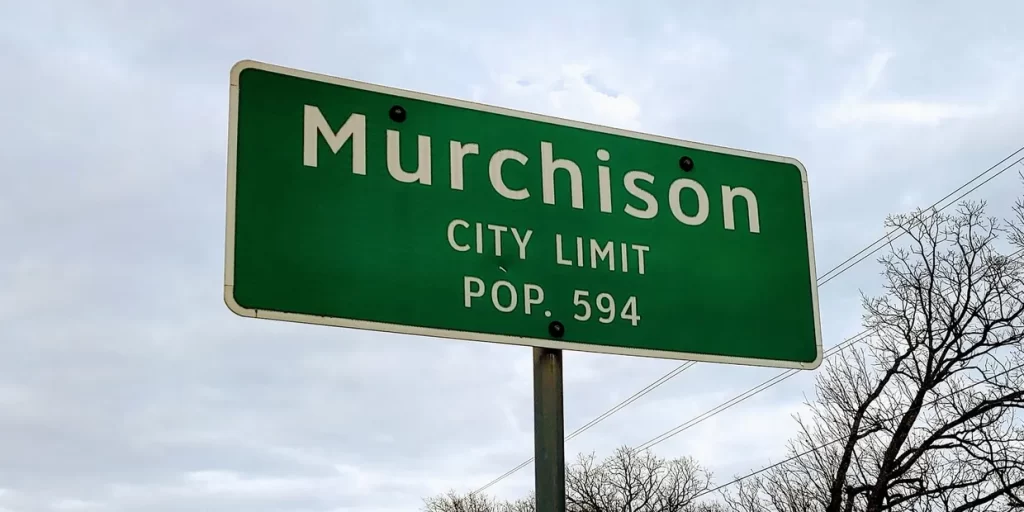 Murchison
CITY LIMIT
POP. 594